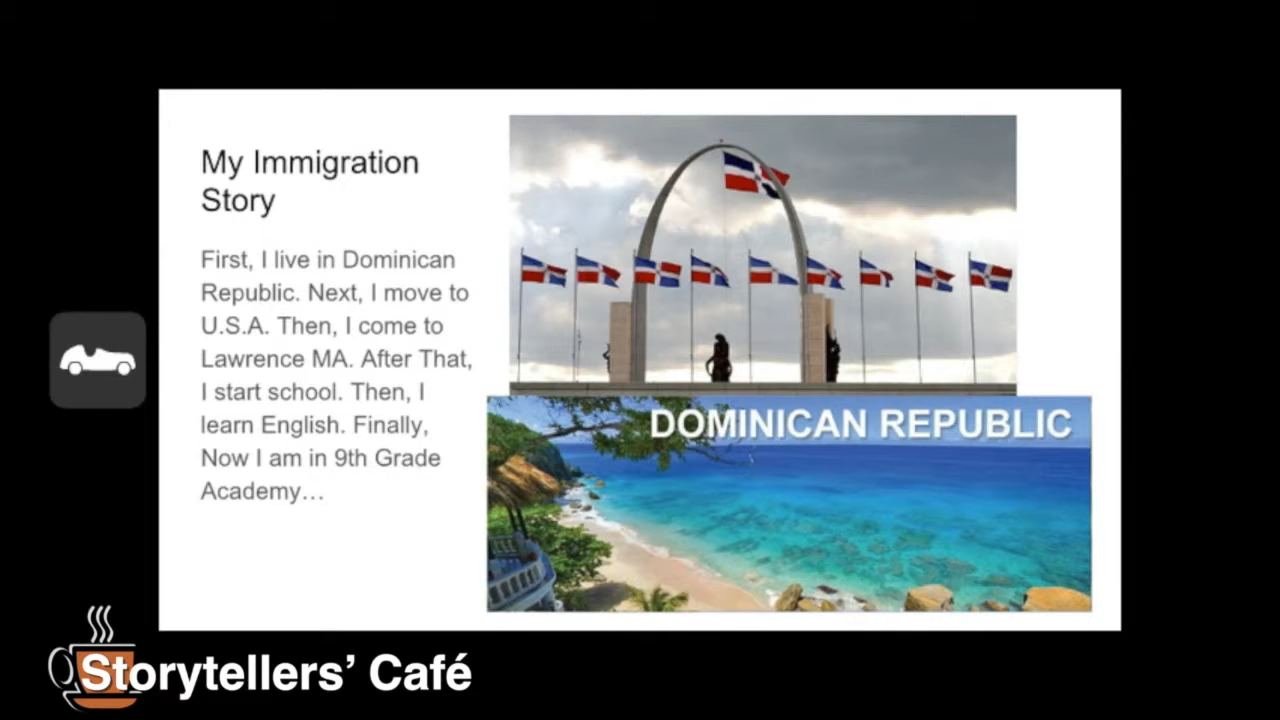 My Immigration
Story
First, I live in Dominican
Republic. Next, I move to
U.S.A. Then, I come to
Lawrence MA. After That,
I start school. Then, I
learn English. Finally,
Now I am in 9th Grade
Academy…
DOMINICAN REPUBLIC
Storytellers’ Café